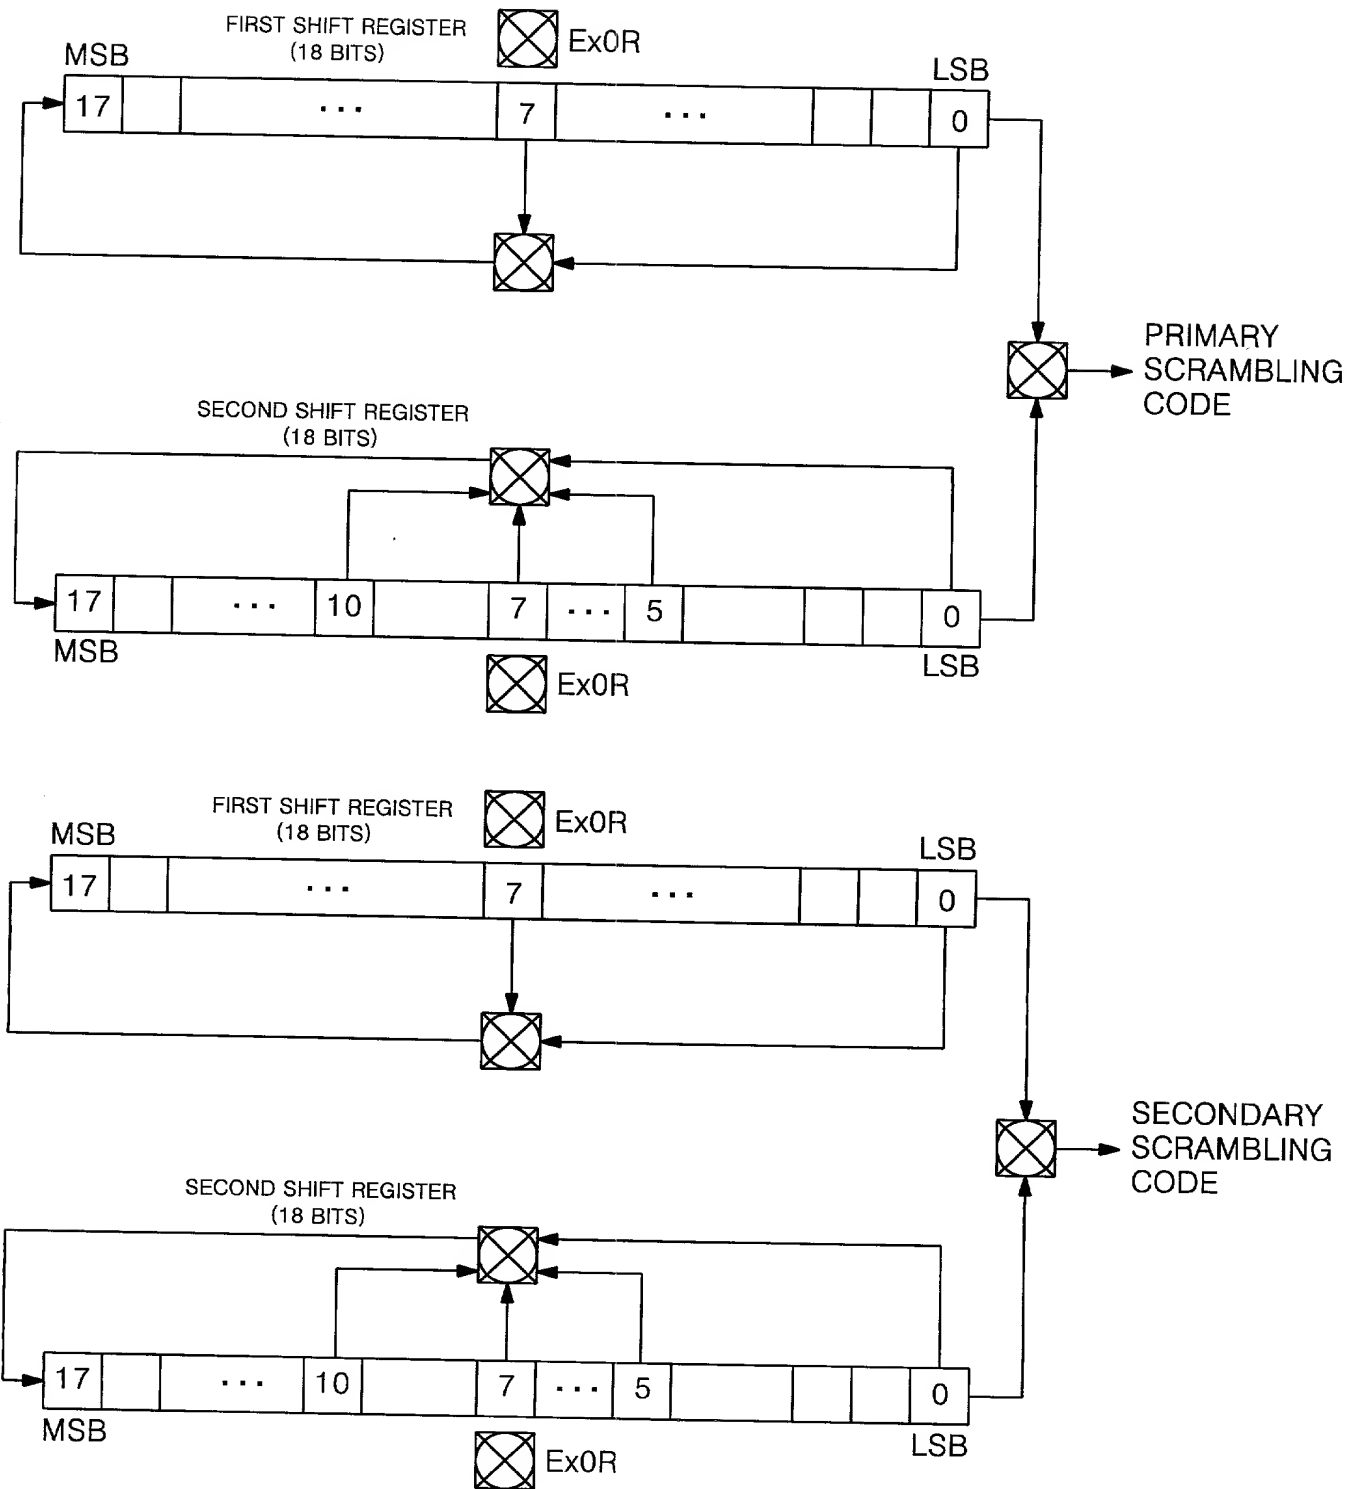 FIRST SHIFT REGISTER
(18 BITS)
Ex0R
MSB
LSB
17
...
7
...
0
PRIMARY
SCRAMBLING
CODE
SECOND SHIFT REGISTER
(18 BITS)
17
...
10
7
...
5
0
MSB
LSB
Ex0R
FIRST SHIFT REGISTER
(18 BITS)
Ex0R
MSB
LSB
17
...
7
...
0
SECONDARY
SCRAMBLING
CODE
SECOND SHIFT REGISTER
(18 BITS)
17
...
10
7
...
5
0
MSB
LSB
Ex0R